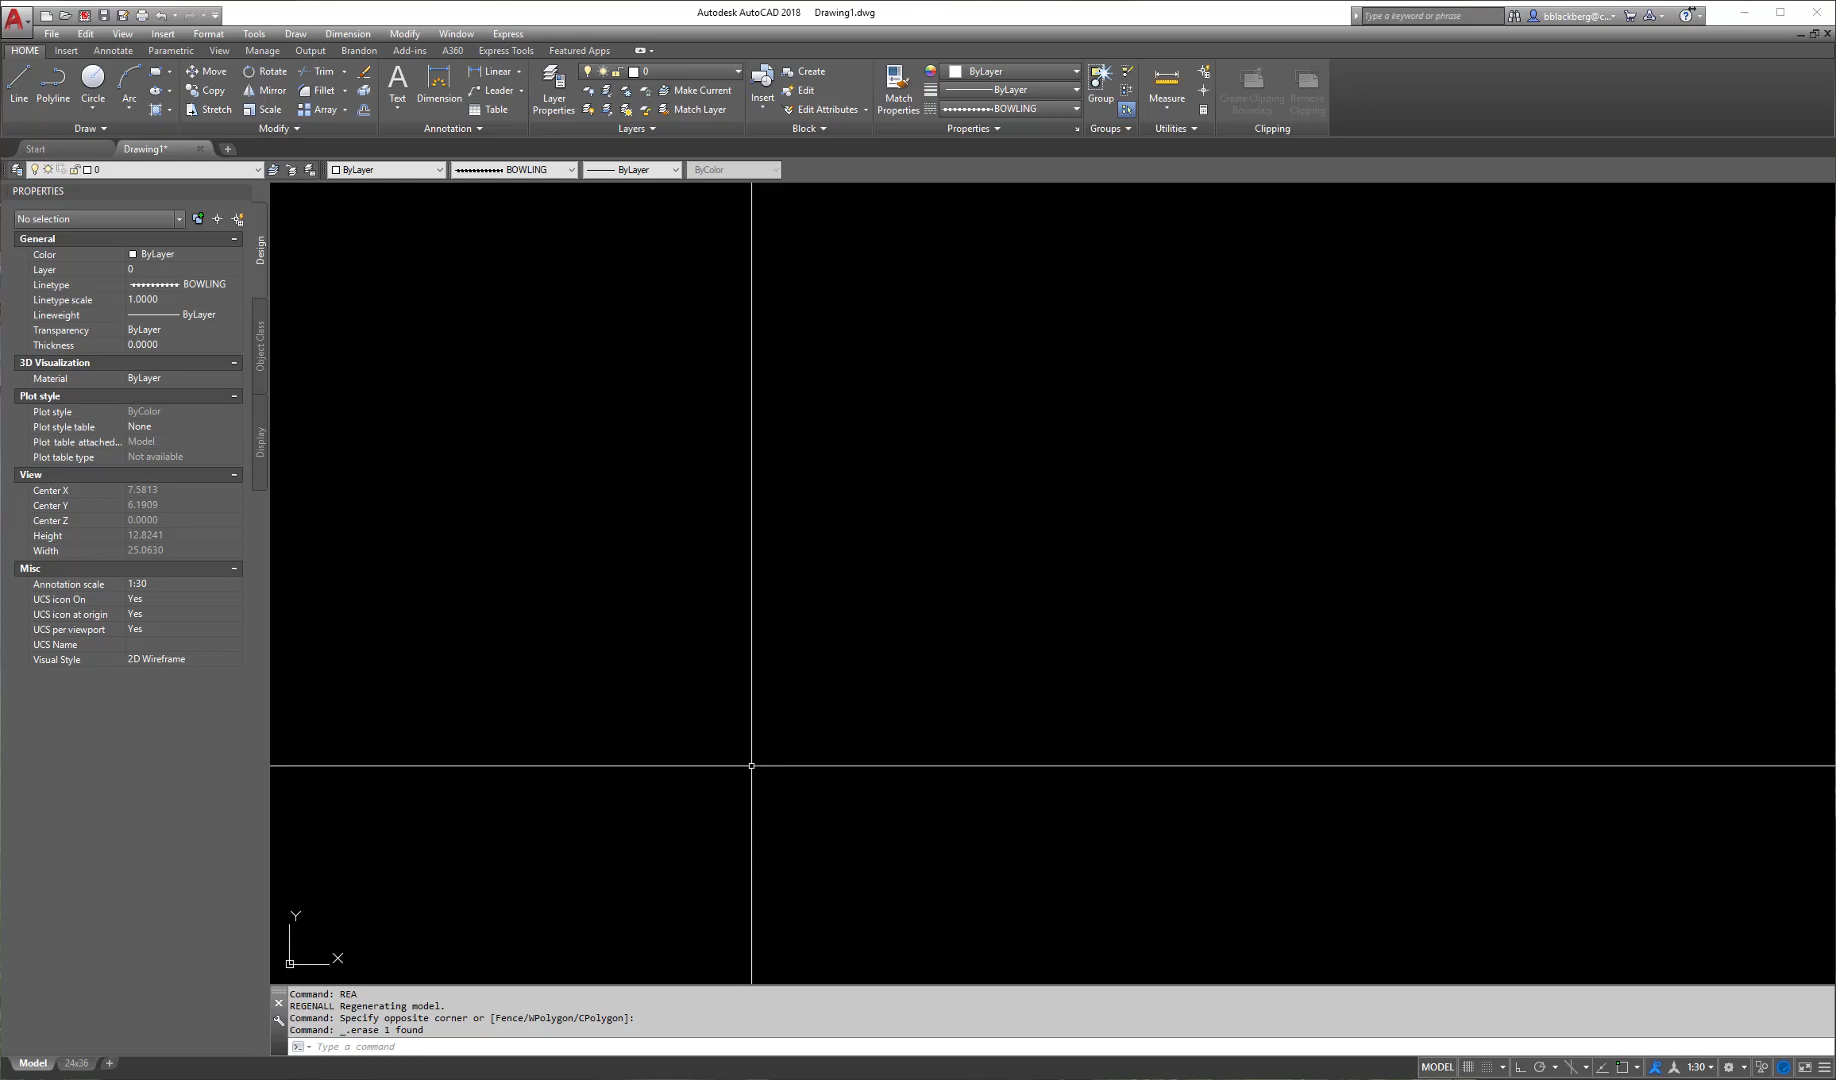 Autodesk AutoCAD 2018 Drawing1.dwg
Type a keyword or phrase
bblackberg@c...
File Edit View Insert Format Tools Draw Dimension Modify Window Express
HOME Insert Annotate Parametric View Manage Output Brandon Add-ins A360 Express Tools Featured Apps
Line Polyline Circle Arc
Move Rotate Trim
Copy Mirror Fillet
Stretch Scale Array
Text Dimension
Linear
Leader
Table
Layer Properties
0
Make Current
Match Layer
Insert
Create
Edit
Edit Attributes
Match Properties
ByLayer
ByLayer
BOWLING
Group
Measure
Create Clipping Boundary
Remove Clipping
Draw Modify Annotation Layers Block Properties Groups Utilities Clipping
Start Drawing1*
0 ByLayer BOWLING ByLayer ByColor
PROPERTIES
No selection
General
Color ByLayer
Layer 0
Linetype BOWLING
Linetype scale 1.0000
Lineweight ByLayer
Transparency ByLayer
Thickness 0.0000
3D Visualization
Material ByLayer
Plot style
Plot style ByColor
Plot style table None
Plot table attached... Model
Plot table type Not available
View
Center X 7.5813
Center Y 6.1909
Center Z 0.0000
Height 12.8241
Width 25.0630
Misc
Annotation scale 1:30
UCS icon On Yes
UCS icon at origin Yes
UCS per viewport Yes
UCS Name
Visual Style 2D Wireframe
Design
Object Class
Display
Y
X
Command: REA
REGENALL Regenerating model.
Command: Specify opposite corner or [Fence/WPolygon/CPolygon]:
Command: _.erase 1 found
Type a command
Model 24x36
MODEL 1:30